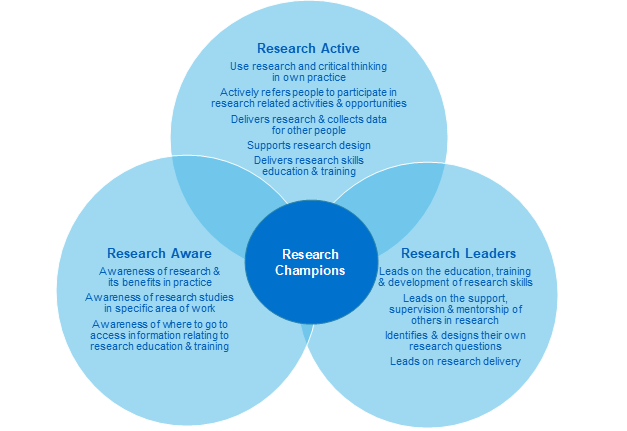 Research Active
Use research and critical thinking
in own practice
Actively refers people to participate in
research related activities & opportunities
Delivers research & collects data
for other people
Supports research design
Delivers research skills
education & training
Research Aware
Awareness of research &
its benefits in practice
Awareness of research studies
in specific area of work
Awareness of where to go to
access information relating to
research education & training
Research
Champions
Research Leaders
Leads on the education, training
& development of research skills
Leads on the support,
supervision & mentorship of
others in research
Identifies & designs their own
research questions
Leads on research delivery